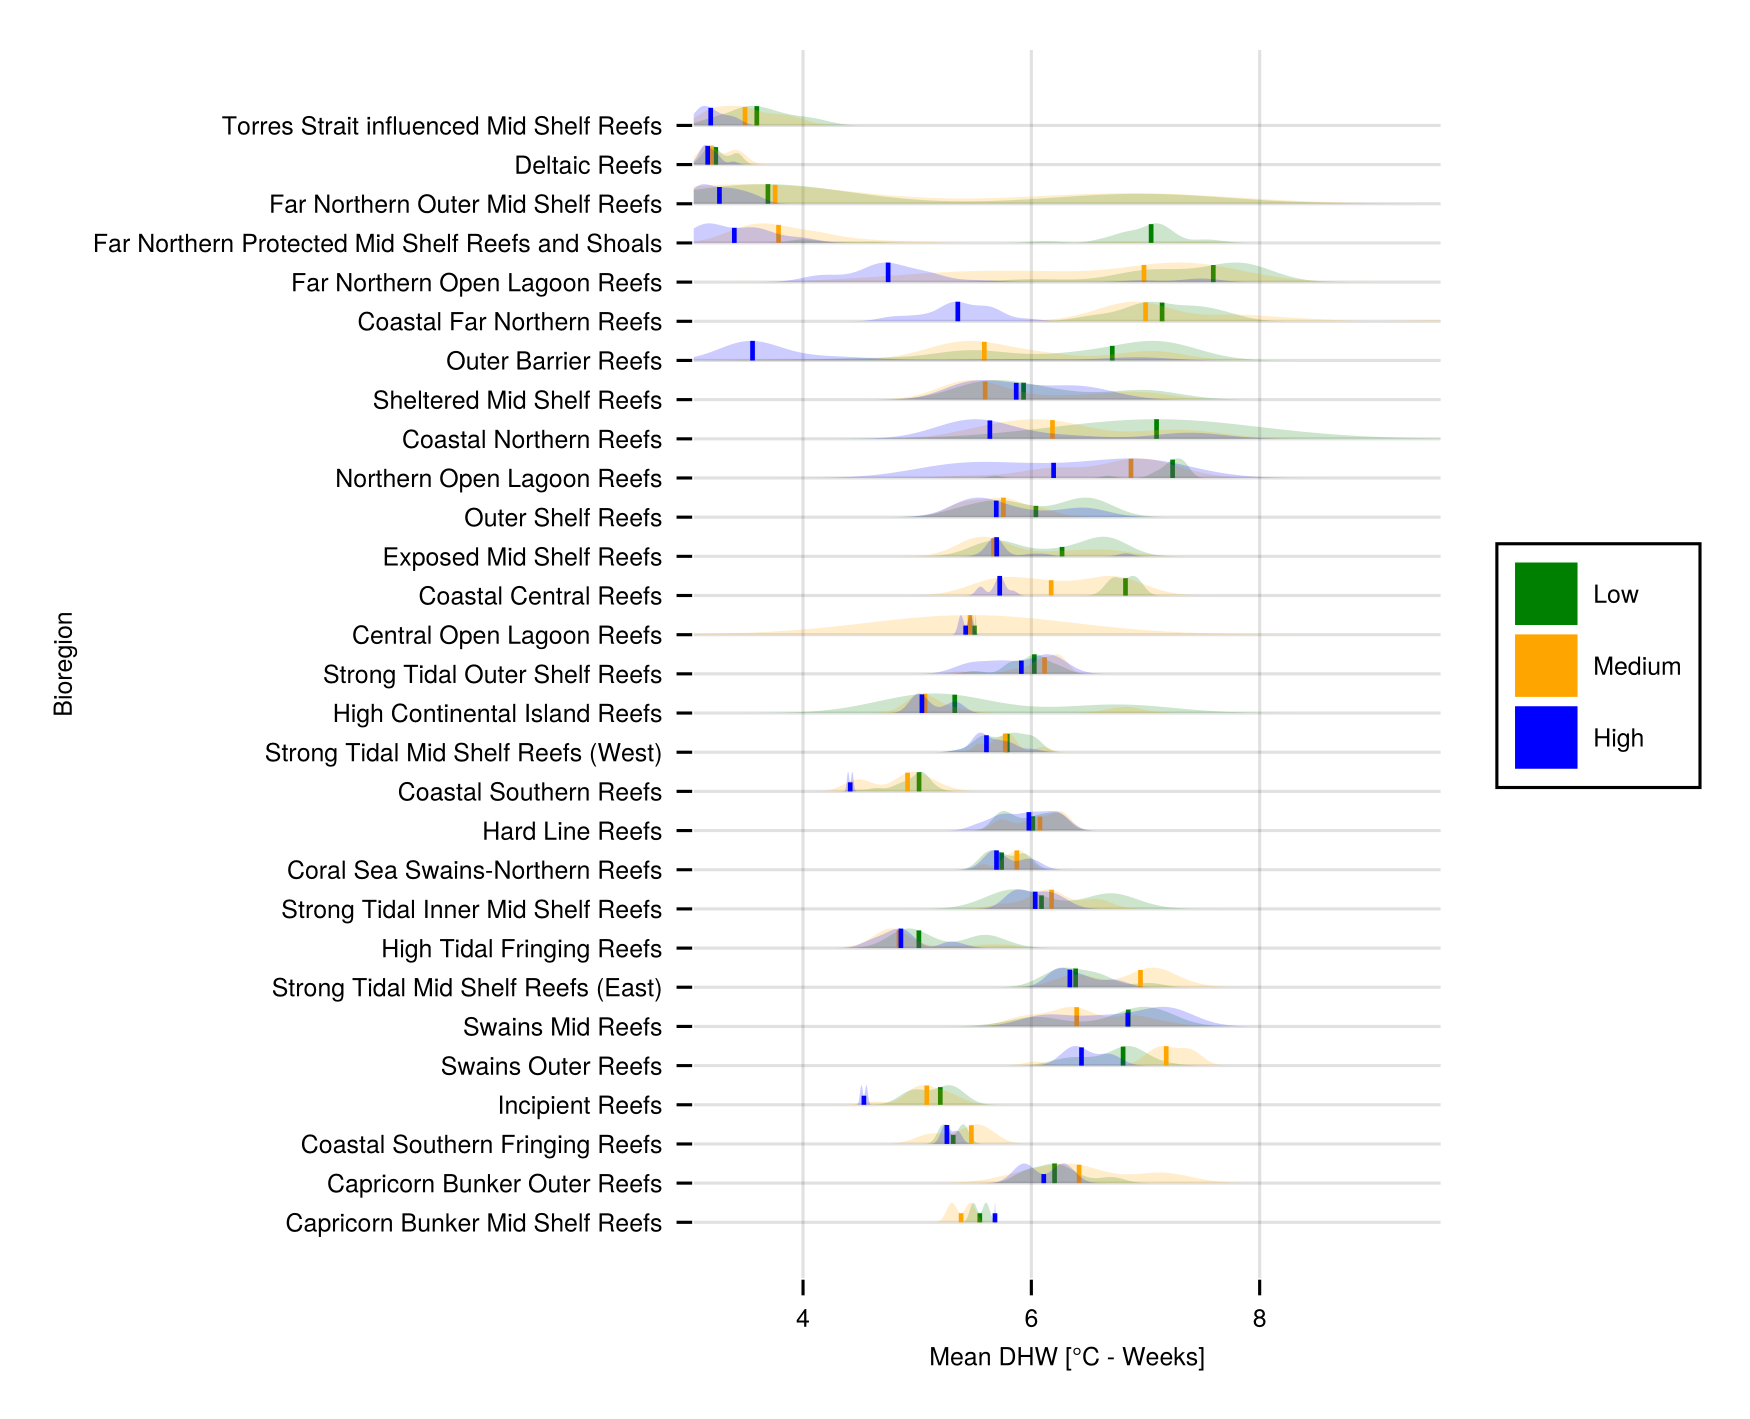 Torres Strait influenced Mid Shelf Reefs
Deltaic Reefs
Far Northern Outer Mid Shelf Reefs
Far Northern Protected Mid Shelf Reefs and Shoals
Far Northern Open Lagoon Reefs
Coastal Far Northern Reefs
Outer Barrier Reefs
Sheltered Mid Shelf Reefs
Coastal Northern Reefs
Northern Open Lagoon Reefs
Outer Shelf Reefs
Exposed Mid Shelf Reefs
Coastal Central Reefs
Central Open Lagoon Reefs
Strong Tidal Outer Shelf Reefs
High Continental Island Reefs
Strong Tidal Mid Shelf Reefs (West)
Coastal Southern Reefs
Hard Line Reefs
Coral Sea Swains-Northern Reefs
Strong Tidal Inner Mid Shelf Reefs
High Tidal Fringing Reefs
Strong Tidal Mid Shelf Reefs (East)
Swains Mid Reefs
Swains Outer Reefs
Incipient Reefs
Coastal Southern Fringing Reefs
Capricorn Bunker Outer Reefs
Capricorn Bunker Mid Shelf Reefs
Bioregion
4 6 8
Mean DHW [°C - Weeks]
Low
Medium
High